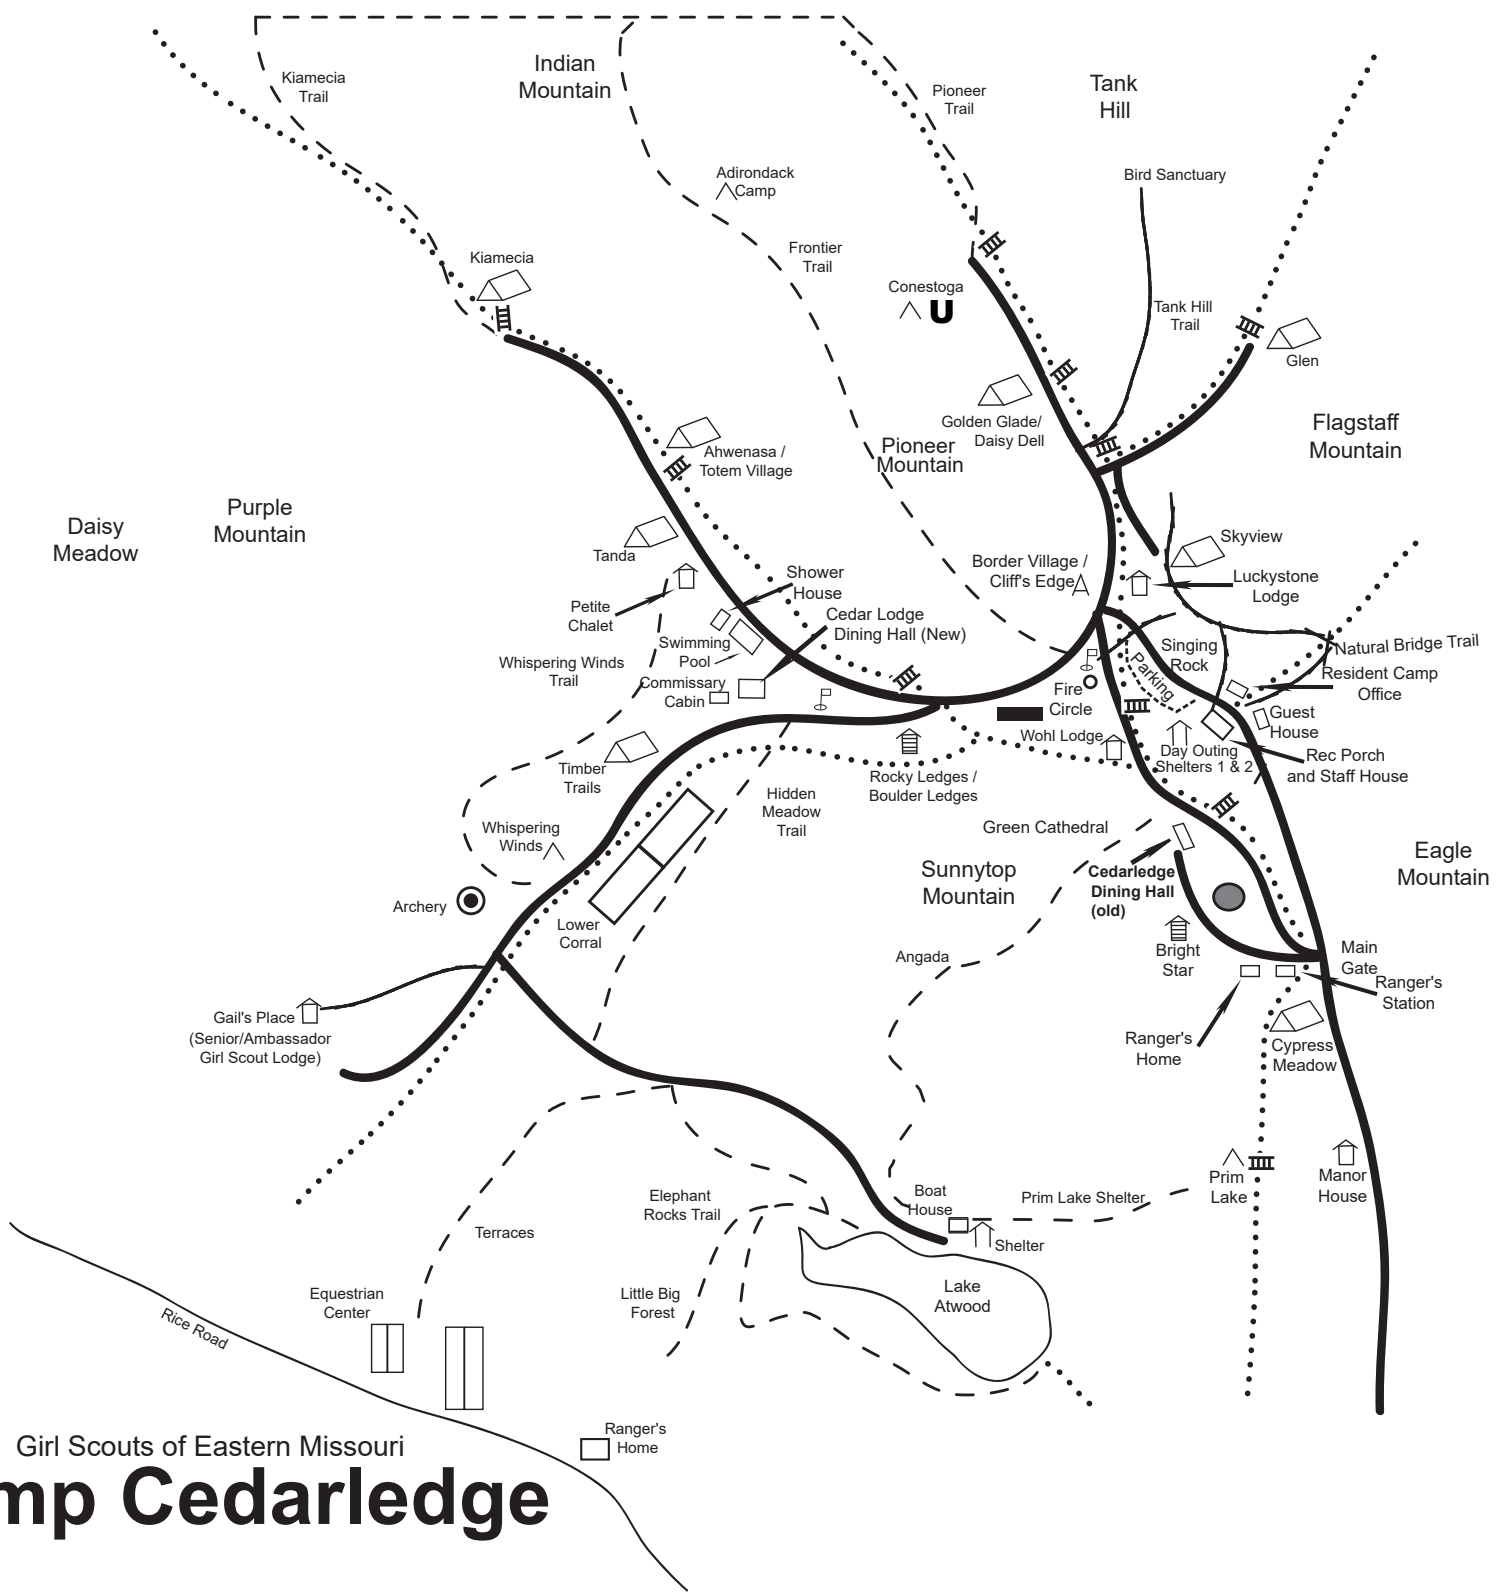 Kiamecia
Trail
Indian
Mountain
Pioneer
Trail
Tank
Hill
Adirondack
Camp
Bird Sanctuary
Frontier
Trail
Kiamecia
Conestoga
U
Tank Hill
Trail
Glen
Golden Glade/
Daisy Dell
Flagstaff
Mountain
Ahwenasa /
Totem Village
Pioneer
Mountain
Daisy
Meadow
Purple
Mountain
Tanda
Skyview
Border Village /
Cliff's Edge
Luckystone
Lodge
Shower
House
Petite
Chalet
Cedar Lodge
Dining Hall (New)
Swimming
Pool
Whispering Winds
Trail
Commissary
Cabin
Singing
Rock
Natural Bridge Trail
Parking
Resident Camp
Office
Fire
Circle
Guest
House
Wohl Lodge
Day Outing
Shelters 1 & 2
Rec Porch
and Staff House
Timber
Trails
Rocky Ledges /
Boulder Ledges
Hidden
Meadow
Trail
Whispering
Winds
Green Cathedral
Sunnytop
Mountain
Cedarledge
Dining Hall
(old)
Eagle
Mountain
Archery
Lower
Corral
Angada
Bright
Star
Main
Gate
Ranger's
Station
Gail's Place
(Senior/Ambassador
Girl Scout Lodge)
Ranger's
Home
Cypress
Meadow
Prim
Lake
Manor
House
Elephant
Rocks Trail
Boat
House
Prim Lake Shelter
Terraces
Shelter
Equestrian
Center
Little Big
Forest
Lake
Atwood
Rice Road
Ranger's
Home
Girl Scouts of Eastern Missouri
mp Cedarledge